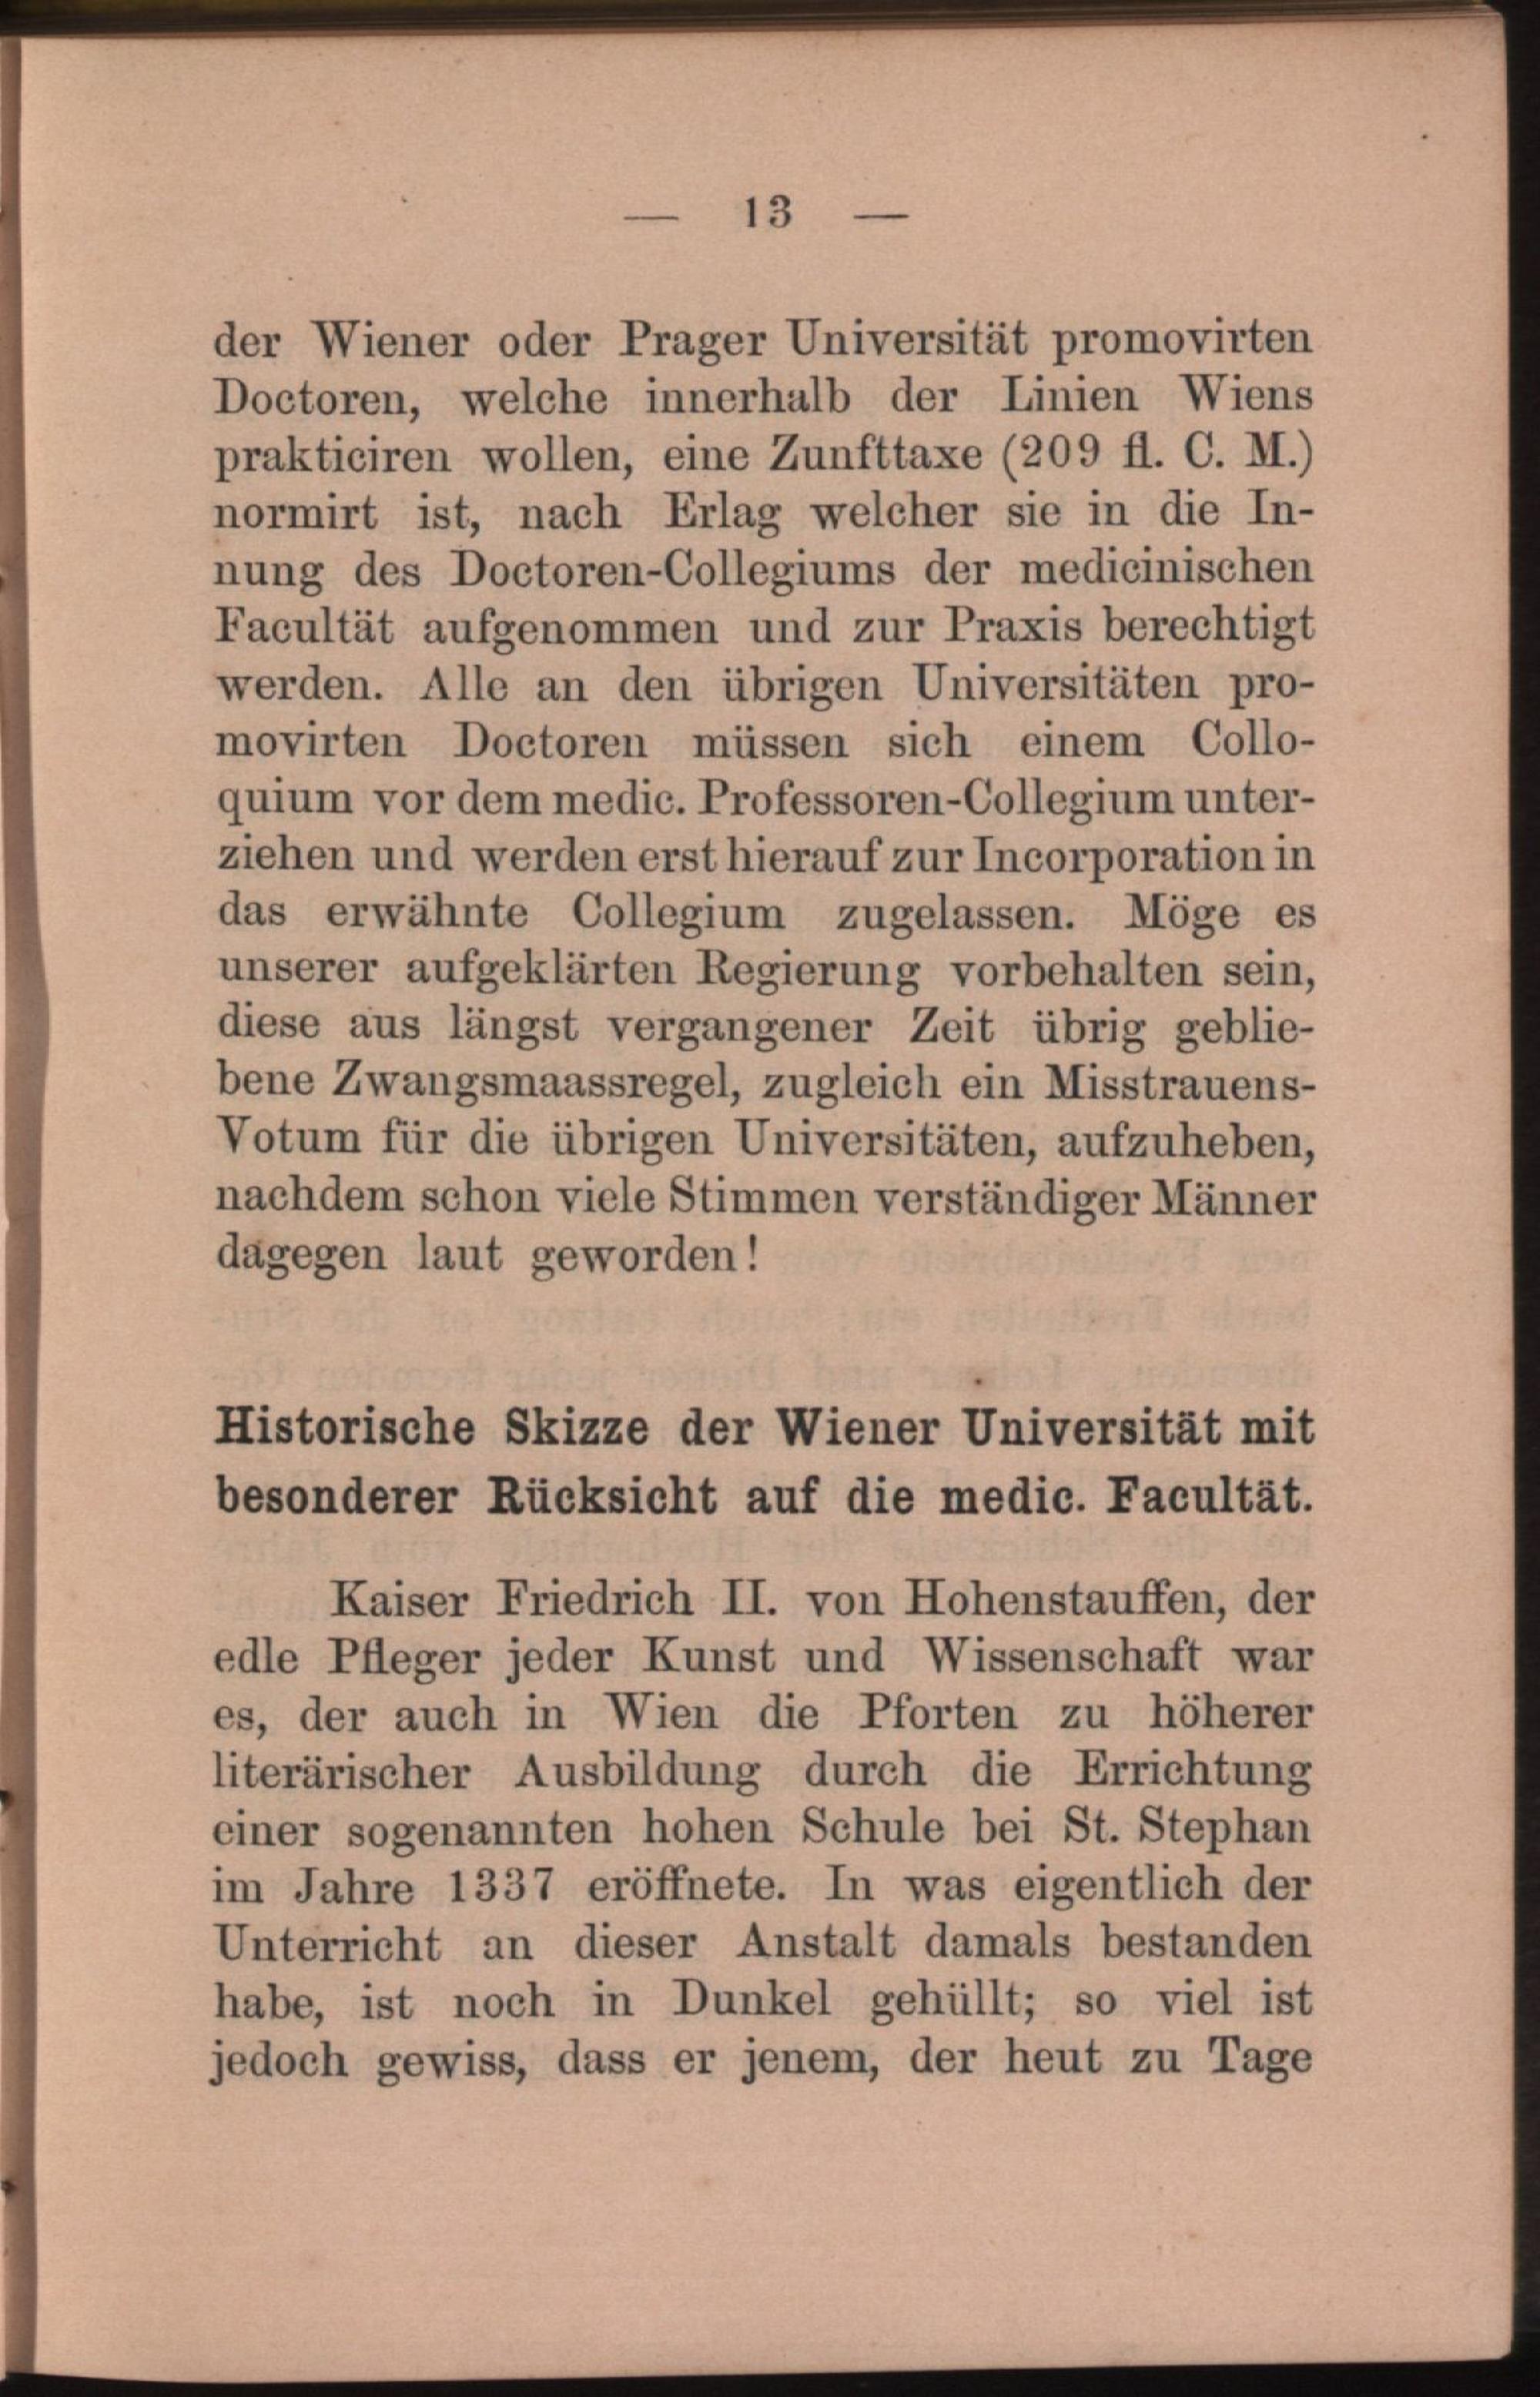 — 13 —
der Wiener oder Prager Universität promovirten
Doctoren, welche innerhalb der Linien Wiens
prakticiren wollen, eine Zunfttaxe (209 fl. C. M.)
normirt ist, nach Erlag welcher sie in die In-
nung des Doctoren-Collegiums der medicinischen
Facultät aufgenommen und zur Praxis berechtigt
werden. Alle an den übrigen Universitäten pro-
movirten Doctoren müssen sich einem Collo-
quium vor dem medic. Professoren-Collegium unter-
ziehen und werden erst hierauf zur Incorporation in
das erwähnte Collegium zugelassen. Möge es
unserer aufgeklärten Regierung vorbehalten sein,
diese aus längst vergangener Zeit übrig geblie-
bene Zwangsmaassregel, zugleich ein Misstrauens-
Votum für die übrigen Universitäten, aufzuheben,
nachdem schon viele Stimmen verständiger Männer
dagegen laut geworden!
Historische Skizze der Wiener Universität mit
besonderer Rücksicht auf die medic. Facultät.
Kaiser Friedrich II. von Hohenstauffen, der
edle Pfleger jeder Kunst und Wissenschaft war
es, der auch in Wien die Pforten zu höherer
literärischer Ausbildung durch die Errichtung
einer sogenannten hohen Schule bei St. Stephan
im Jahre 1337 eröffnete. In was eigentlich der
Unterricht an dieser Anstalt damals bestanden
habe, ist noch in Dunkel gehüllt; so viel ist
jedoch gewiss, dass er jenem, der heut zu Tage